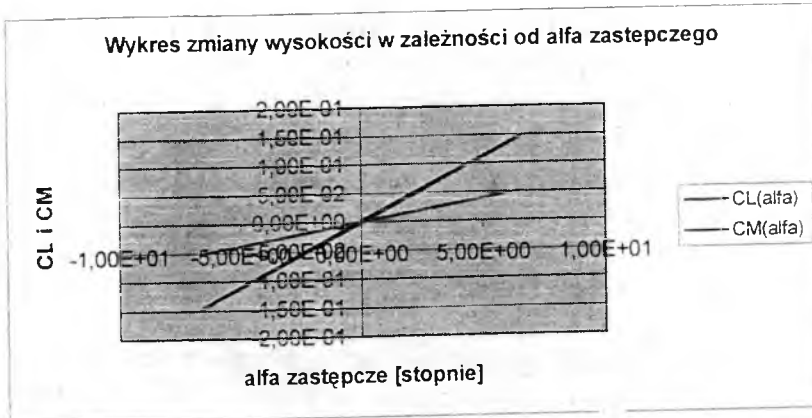 Wykres zmiany wysokości w zależności od alfa zastepczego
2,00E-01
1,50E-01
1,00E-01
5,00E-02
0,00E+00
-1,00E+01 -5,00E+00 0,00E+00 5,00E+00 1,00E+01
-1,00E-01
-1,50E-01
-2,00E-01
CL i CM
alfa zastępcze [stopnie]
CL(alfa)
CM(alfa)